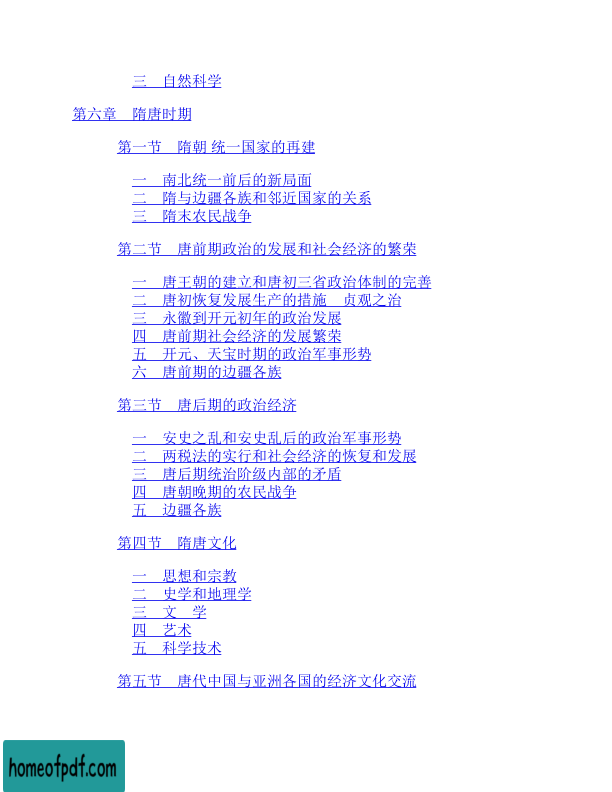 三　自然科学
第六章　隋唐时期
第一节　隋朝 统一国家的再建
一　南北统一前后的新局面
二　隋与边疆各族和邻近国家的关系
三　隋末农民战争
第二节　唐前期政治的发展和社会经济的繁荣
一　唐王朝的建立和唐初三省政治体制的完善
二　唐初恢复发展生产的措施　贞观之治
三　永徽到开元初年的政治发展
四　唐前期社会经济的发展繁荣
五　开元、天宝时期的政治军事形势
六　唐前期的边疆各族
第三节　唐后期的政治经济
一　安史之乱和安史乱后的政治军事形势
二　两税法的实行和社会经济的恢复和发展
三　唐后期统治阶级内部的矛盾
四　唐朝晚期的农民战争
五　边疆各族
第四节　隋唐文化
一　思想和宗教
二　史学和地理学
三　文　学
四　艺术
五　科学技术
第五节　唐代中国与亚洲各国的经济文化交流
homeofpdf.com